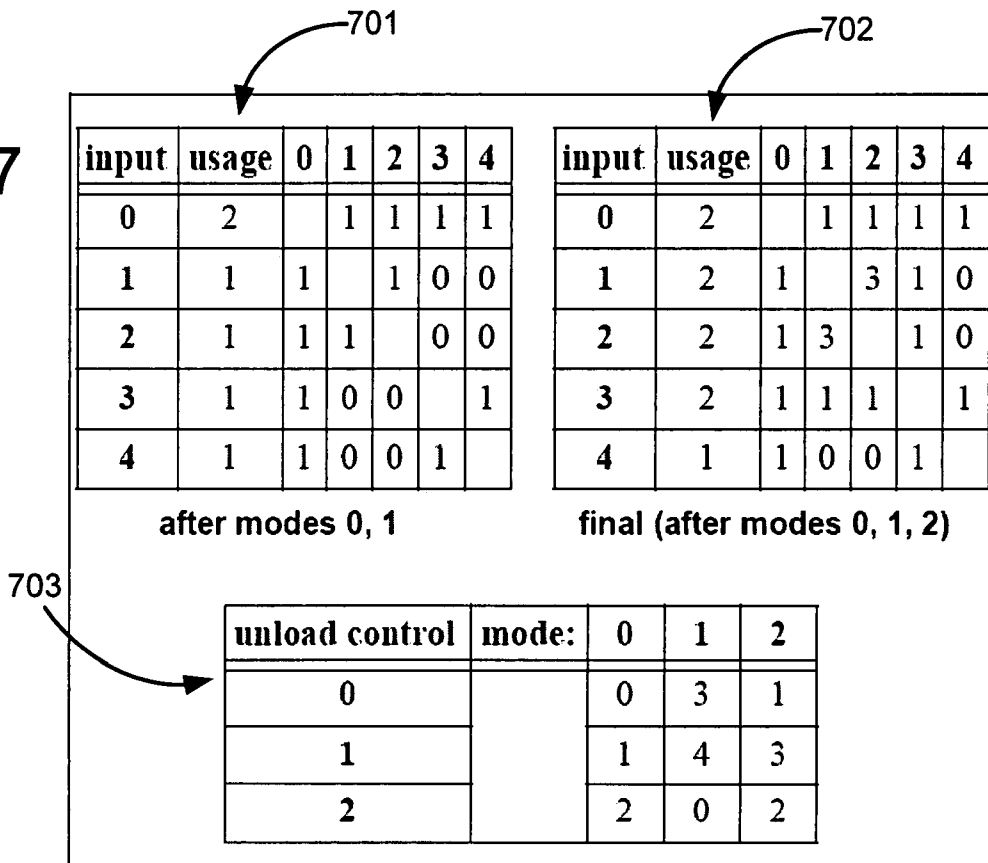 701
702
7
input usage 0 1 2 3 4
0 2 1 1 1 1
1 1 1 1 0 0
2 1 1 1 0 0
3 1 1 0 0 1
4 1 1 0 0 1
after modes 0, 1
input usage 0 1 2 3 4
0 2 1 1 1 1
1 2 1 3 1 0
2 2 1 3 1 0
3 2 1 1 1 1
4 1 1 0 0 1
final (after modes 0, 1, 2)
703
unload control mode: 0 1 2
0 0 3 1
1 1 4 3
2 2 0 2